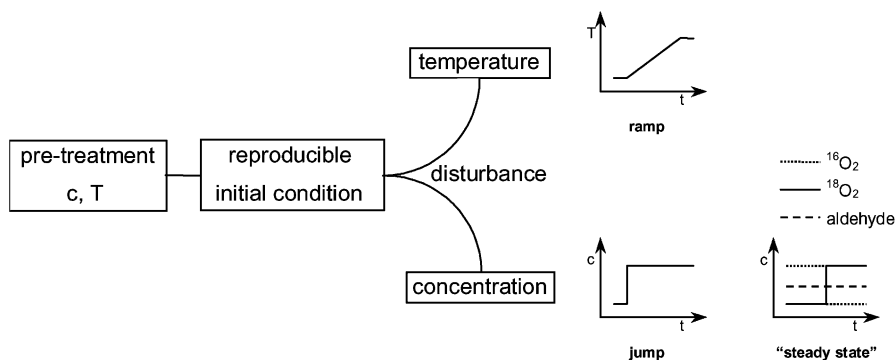 pre-treatment
c, T
reproducible
initial condition
temperature
disturbance
concentration
T
t
ramp
c
t
jump
¹⁶O₂
¹⁸O₂
aldehyde
c
t
“steady state”